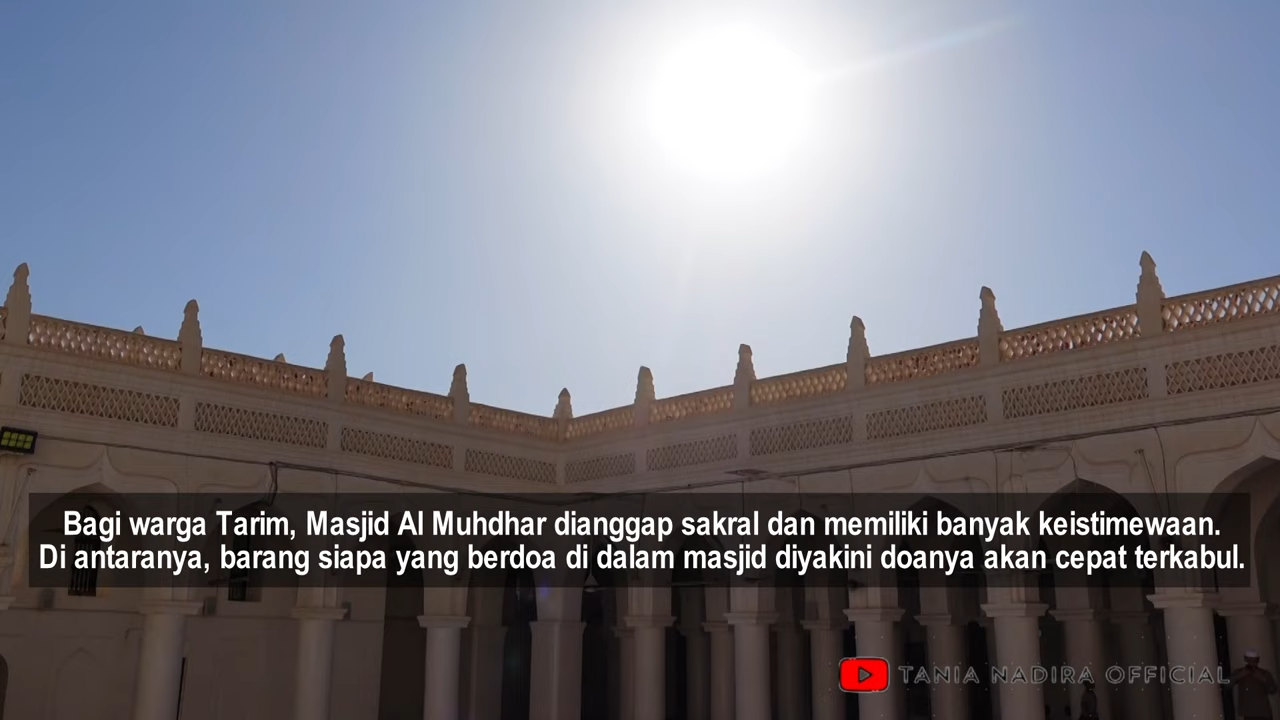 Bagi warga Tarim, Masjid Al Muhdhar dianggap sakral dan memiliki banyak keistimewaan.
Di antaranya, barang siapa yang berdoa di dalam masjid diyakini doanya akan cepat terkabul.
TANIA NADIRA OFFICIAL